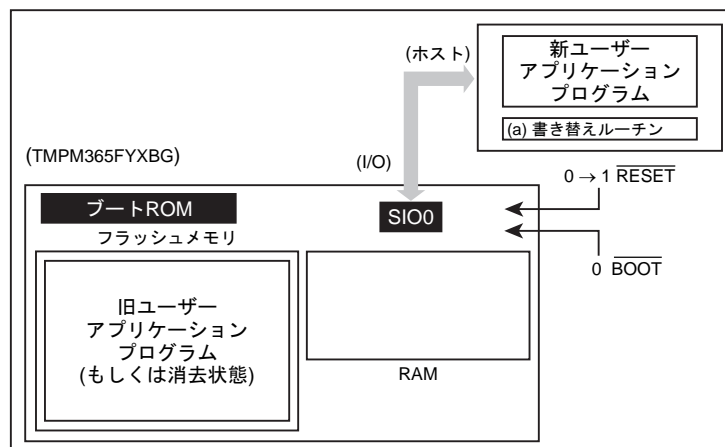 (ホスト)
新ユーザー
アプリケーション
プログラム
(a) 書き替えルーチン
(TMPM365FYXBG)
(I/O)
0 → 1 RESET
ブートROM
SIO0
フラッシュメモリ
0 BOOT
旧ユーザー
アプリケーション
プログラム
(もしくは消去状態)
RAM